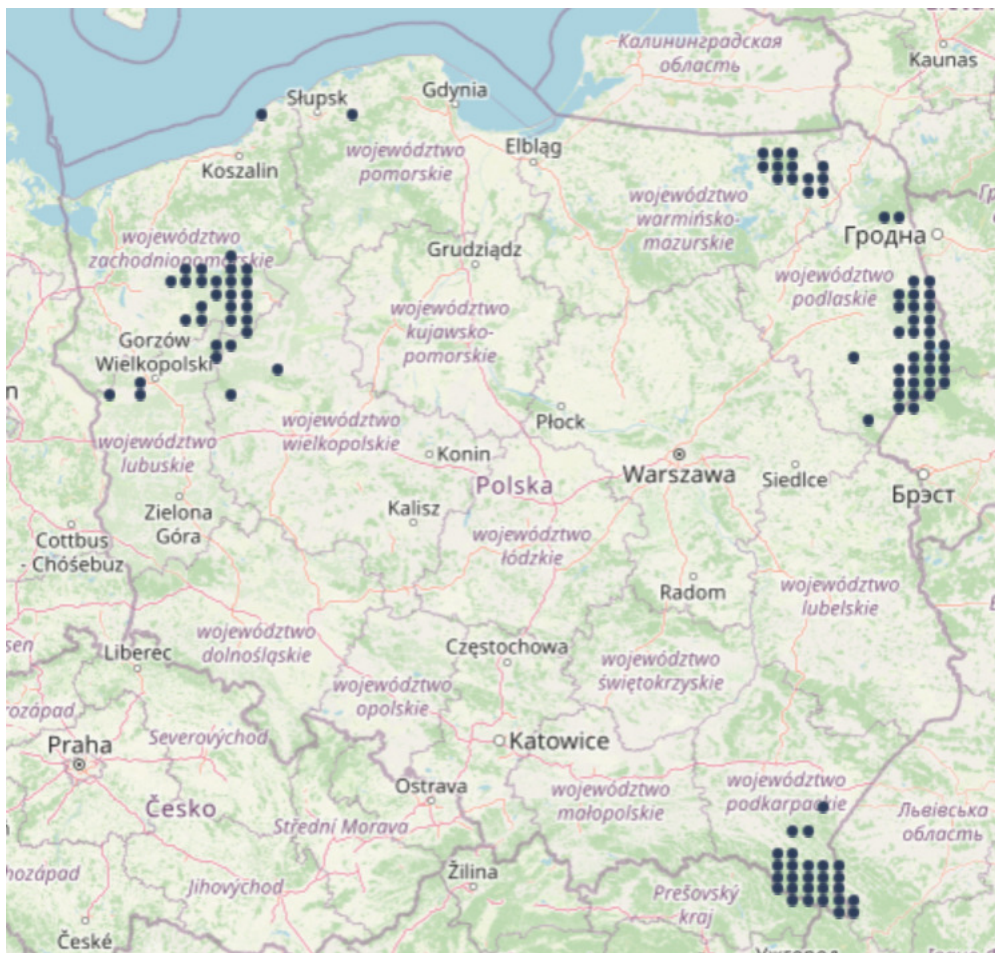 Калининградская
область
Kaunas
Słupsk
Gdynia
Elbląg
Koszalin
województwo
pomorskie
województwo
warmińsko-
mazurskie
Гродна
województwo
zachodniopomorskie
Grudziądz
województwo
podlaskie
województwo
kujawsko-
pomorskie
Gorzów
Wielkopolski
Płock
województwo
wielkopolskie
województwo
lubuskie
Konin
Polska
Warszawa
Siedlce
Брэст
Zielona
Góra
Kalisz
Cottbus
- Chóśebuz
województwo
łódzkie
Radom
województwo
lubelskie
województwo
dolnośląskie
Liberec
Częstochowa
województwo
świętokrzyskie
województwo
opolskie
Praha
Severovýchod
Katowice
Ostrava
województwo
małopolskie
województwo
podkarpackie
Česko
Střední Morava
Львівська
область
Žilina
Jihovýchod
Prešovský
kraj
České